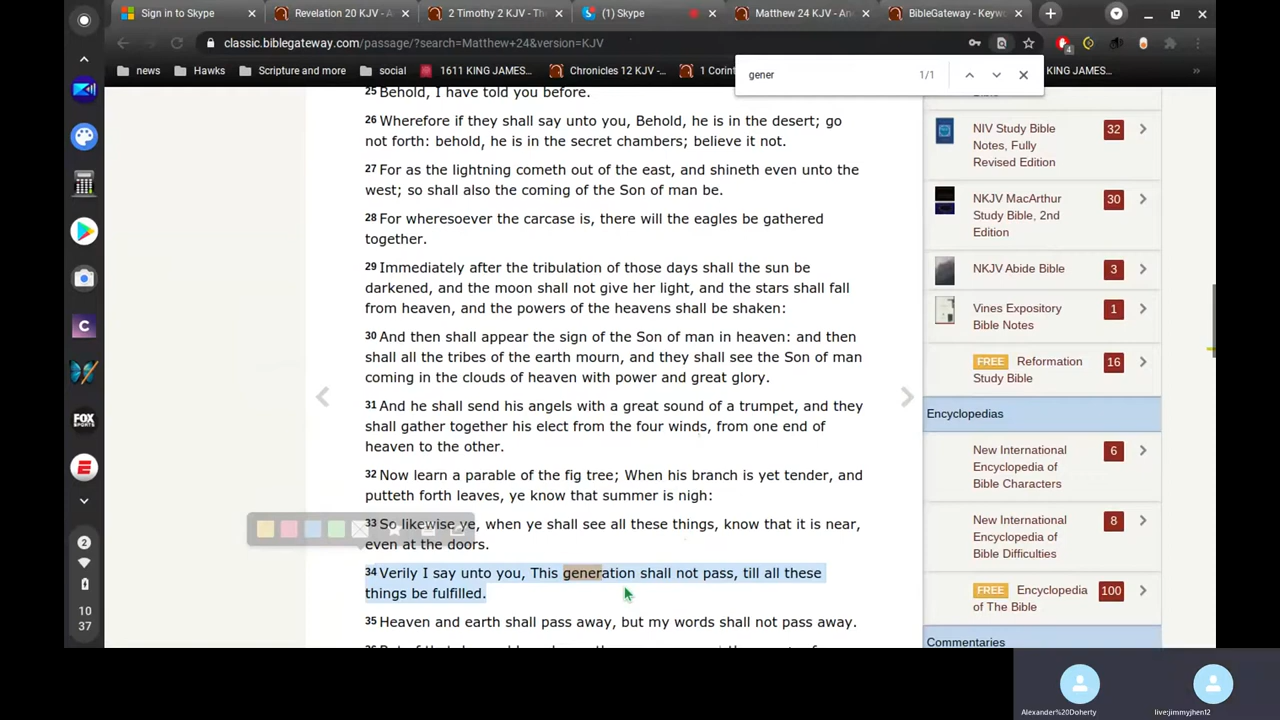 Sign in to Skype
Revelation 20 KJV - A
2 Timothy 2 KJV - The
(1) Skype
Matthew 24 KJV - An
BibleGateway - Keyw
classic.biblegateway.com/passage/?search=Matthew+24&version=KJV
4
news
Hawks
Scripture and more
social
1611 KING JAMES...
Chronicles 12 KJV -...
1 Corint
KING JAMES...
»
gener
1/1
25 Behold, I have told you before.
26 Wherefore if they shall say unto you, Behold, he is in the desert; go
not forth: behold, he is in the secret chambers; believe it not.
27 For as the lightning cometh out of the east, and shineth even unto the
west; so shall also the coming of the Son of man be.
28 For wheresoever the carcase is, there will the eagles be gathered
together.
29 Immediately after the tribulation of those days shall the sun be
darkened, and the moon shall not give her light, and the stars shall fall
from heaven, and the powers of the heavens shall be shaken:
30 And then shall appear the sign of the Son of man in heaven: and then
shall all the tribes of the earth mourn, and they shall see the Son of man
coming in the clouds of heaven with power and great glory.
31 And he shall send his angels with a great sound of a trumpet, and they
shall gather together his elect from the four winds, from one end of
heaven to the other.
32 Now learn a parable of the fig tree; When his branch is yet tender, and
putteth forth leaves, ye know that summer is nigh:
33 So likewise ye, when ye shall see all these things, know that it is near,
even at the doors.
34 Verily I say unto you, This generation shall not pass, till all these
things be fulfilled.
35 Heaven and earth shall pass away, but my words shall not pass away.
NIV Study Bible
Notes, Fully
Revised Edition
32
NKJV MacArthur
Study Bible, 2nd
Edition
30
NKJV Abide Bible
3
Vines Expository
Bible Notes
1
FREE Reformation
Study Bible
16
Encyclopedias
New International
Encyclopedia of
Bible Characters
6
New International
Encyclopedia of
Bible Difficulties
8
FREE Encyclopedia
of The Bible
100
Commentaries
FOX
SPORTS
2
10
37
Alexander%20Doherty
live:jimmyjhen12